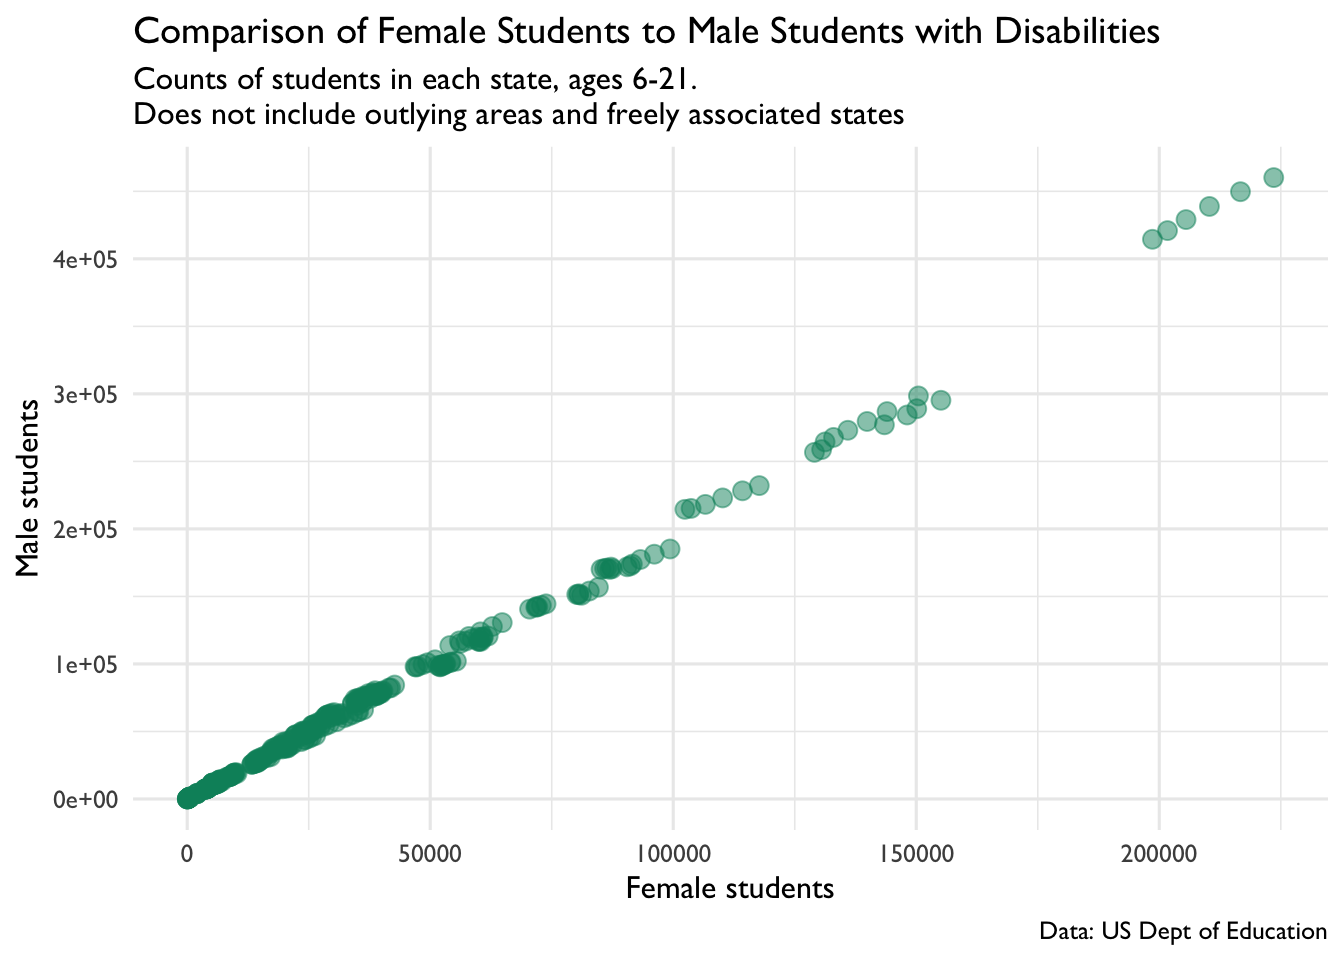 Comparison of Female Students to Male Students with Disabilities
Counts of students in each state, ages 6-21.
Does not include outlying areas and freely associated states
4e+05
3e+05
2e+05
1e+05
0e+00
Male students
0 50000 100000 150000 200000
Female students
Data: US Dept of Education